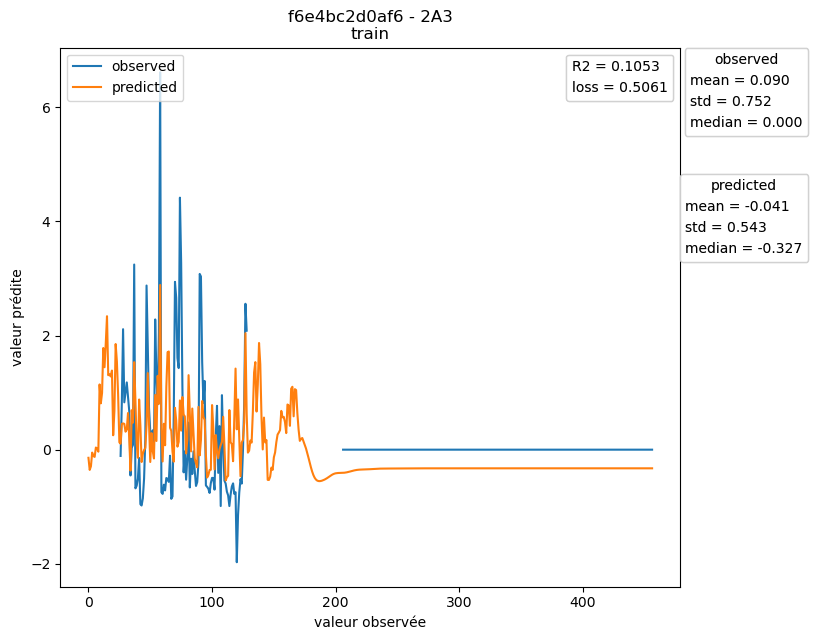 f6e4bc2d0af6 - 2A3
train
observed
predicted
R2 = 0.1053
loss = 0.5061
observed
mean = 0.090
std = 0.752
median = 0.000
predicted
mean = -0.041
std = 0.543
median = -0.327
valeur prédite
6
4
2
0
−2
0
100
200
300
400
valeur observée